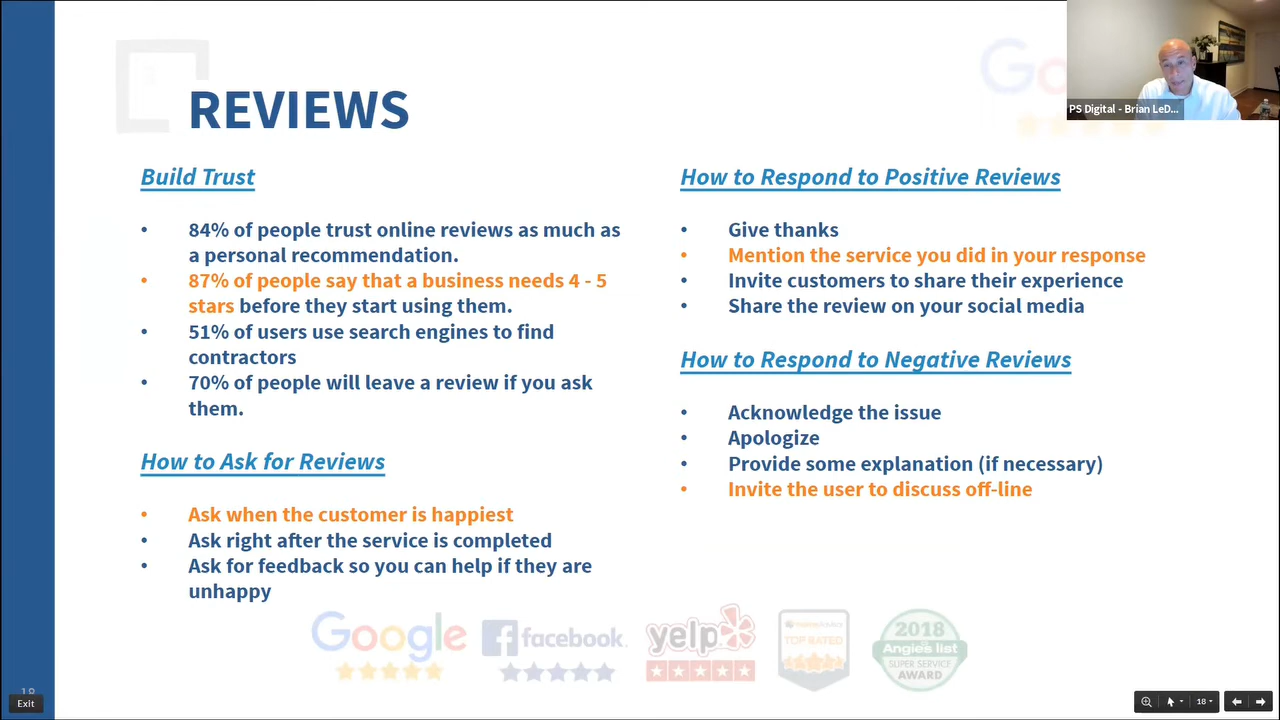 REVIEWS
Build Trust
• 84% of people trust online reviews as much as
a personal recommendation.
• 87% of people say that a business needs 4 - 5
stars before they start using them.
• 51% of users use search engines to find
contractors
• 70% of people will leave a review if you ask
them.
How to Ask for Reviews
• Ask when the customer is happiest
• Ask right after the service is completed
• Ask for feedback so you can help if they are
unhappy
How to Respond to Positive Reviews
• Give thanks
• Mention the service you did in your response
• Invite customers to share their experience
• Share the review on your social media
How to Respond to Negative Reviews
• Acknowledge the issue
• Apologize
• Provide some explanation (if necessary)
• Invite the user to discuss off-line
Go
PS Digital - Brian LeD...
Google
facebook
yelp
TOP RATED
2018
Angie's list
SUPER SERVICE
AWARD
Exit
18